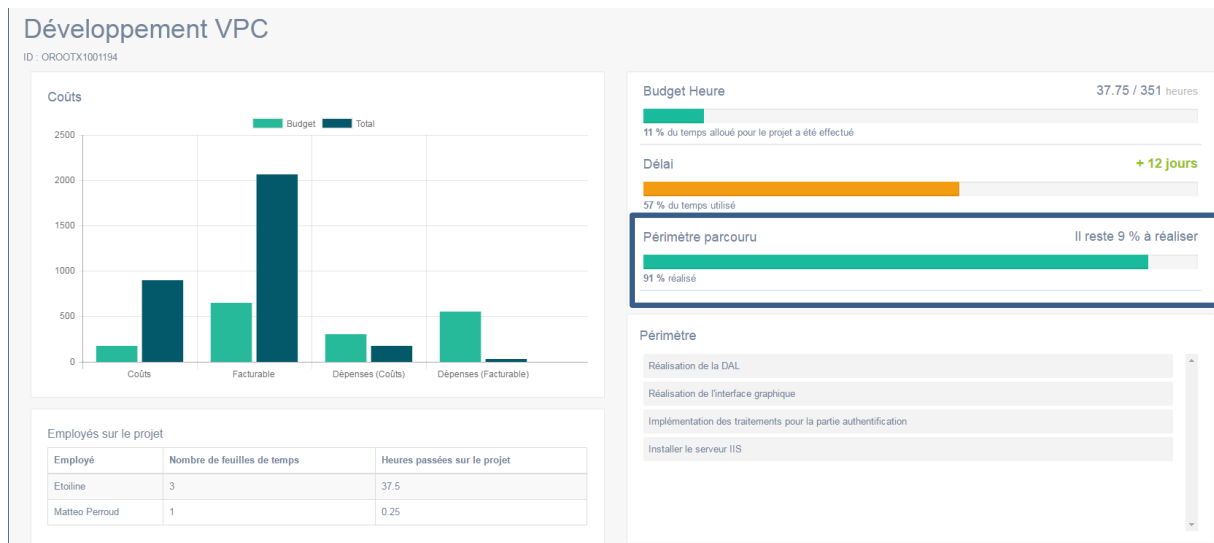 Développement VPC
ID : OROOTX1001194
Coûts
Budget Total
2500
2000
1500
1000
500
0
Coûts Facturable Dépenses (Coûts) Dépenses (Facturable)
Employés sur le projet
Employé Nombre de feuilles de temps Heures passées sur le projet
Etoiline 3 37.5
Matteo Perroud 1 0.25
Budget Heure 37.75 / 351 heures
11 % du temps alloué pour le projet a été effectué
Délai + 12 jours
57 % du temps utilisé
Périmètre parcouru Il reste 9 % à réaliser
91 % réalisé
Périmètre
Réalisation de la DAL
Réalisation de l'interface graphique
Implémentation des traitements pour la partie authentification
Installer le serveur IIS